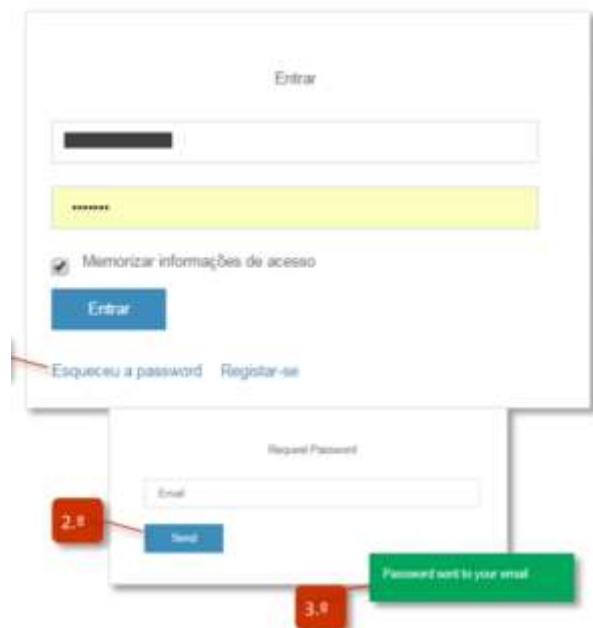 Entrar
•••••••
Memorizar informações de acesso
Entrar
Esqueceu a password Registar-se
Request Password
Email
2.º
Send
Password sent to your email
3.º